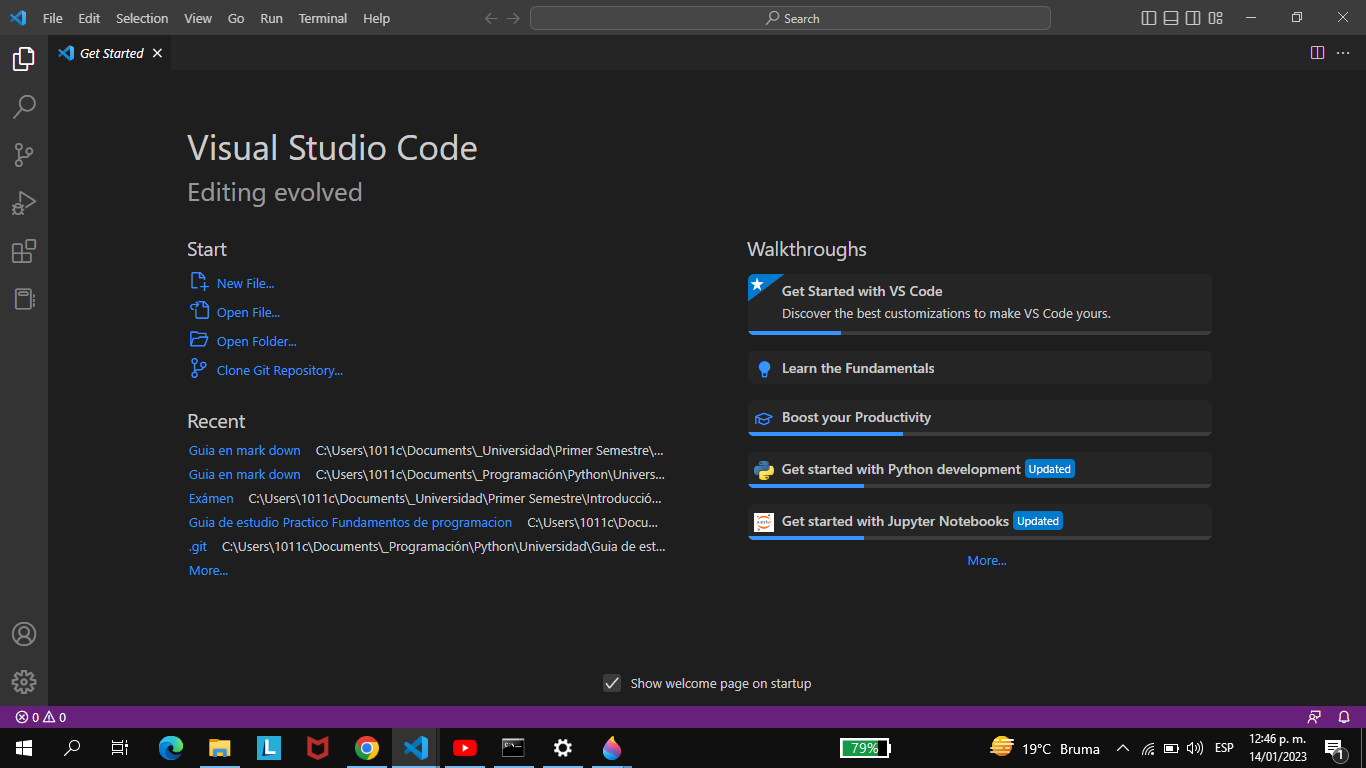 File Edit Selection View Go Run Terminal Help Search
Get Started
Visual Studio Code
Editing evolved
Start
New File...
Open File...
Open Folder...
Clone Git Repository...
Recent
Guia en mark down C:\Users\1011c\Documents\_Universidad\Primer Semestre\...
Guia en mark down C:\Users\1011c\Documents\_Programación\Python\Univers...
Exámen C:\Users\1011c\Documents\_Universidad\Primer Semestre\Introducció...
Guia de estudio Practico Fundamentos de programacion C:\Users\1011c\Docu...
.git C:\Users\1011c\Documents\_Programación\Python\Universidad\Guia de est...
More...
Walkthroughs
Get Started with VS Code
Discover the best customizations to make VS Code yours.
Learn the Fundamentals
Boost your Productivity
Get started with Python development Updated
Get started with Jupyter Notebooks Updated
More...
Show welcome page on startup
0 0
79% 19°C Bruma ESP 12:46 p. m.
14/01/2023 1